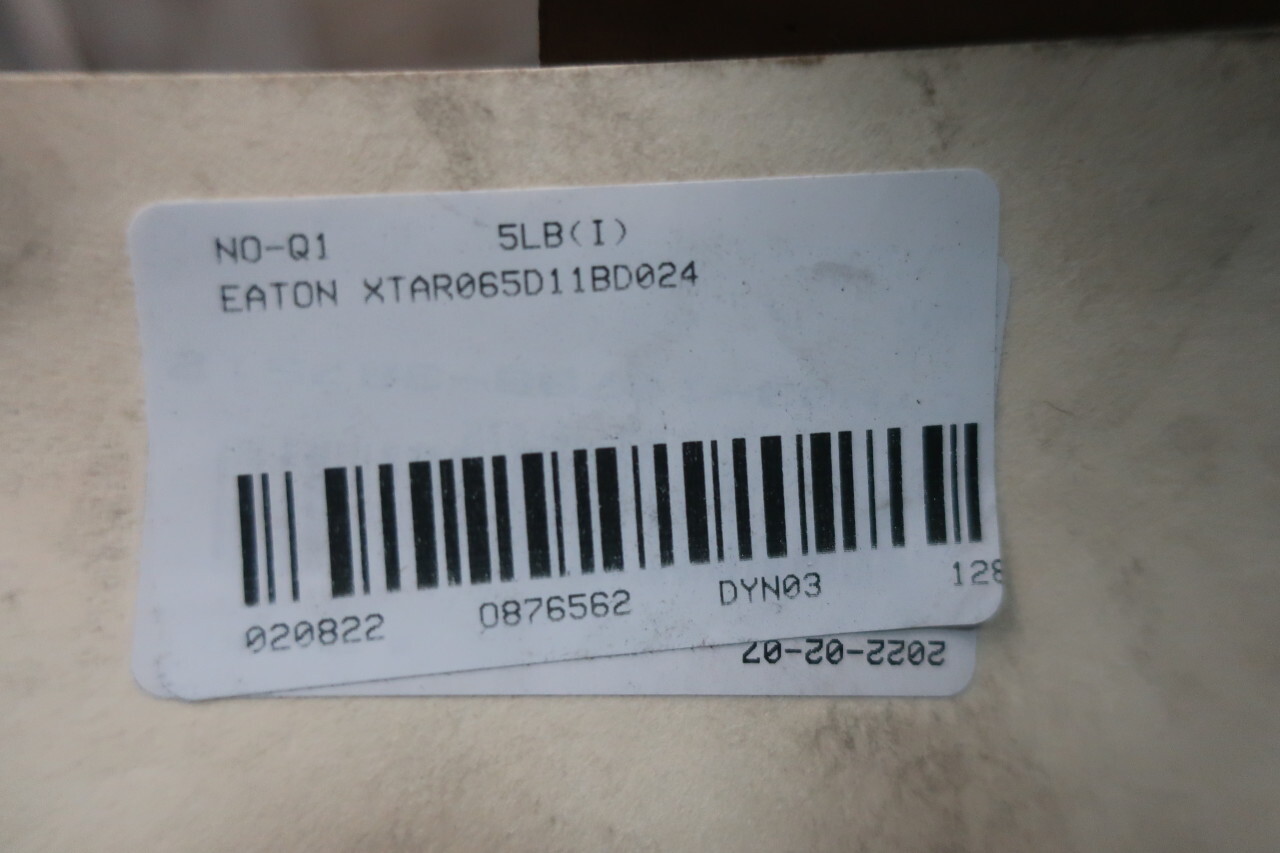 NO-Q1 5LB(I)
EATON XTAR065D11BD024
020822 0876562 DYN03 128
2022-02-07